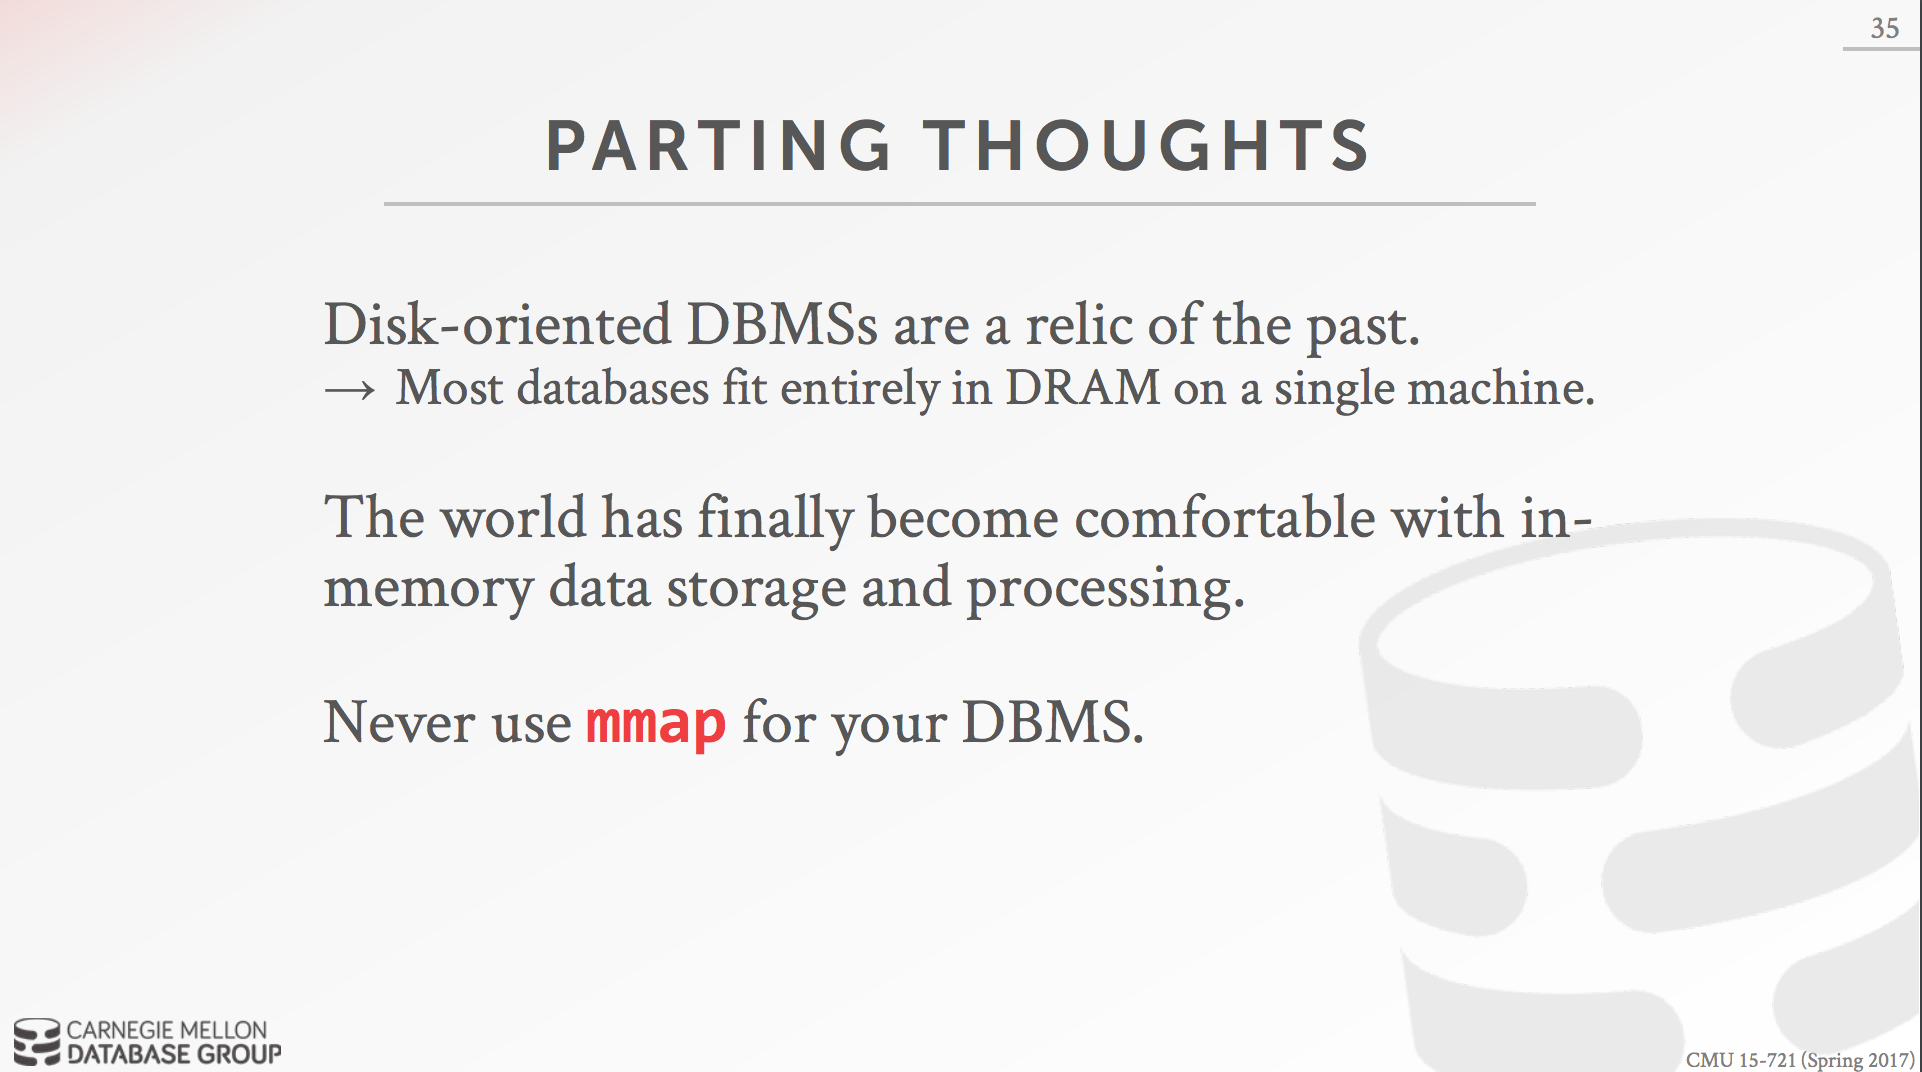 35
PARTING THOUGHTS
Disk-oriented DBMSs are a relic of the past.
→ Most databases fit entirely in DRAM on a single machine.
The world has finally become comfortable with in-
memory data storage and processing.
Never use mmap for your DBMS.
CARNEGIE MELLON
DATABASE GROUP
CMU 15-721 (Spring 2017)